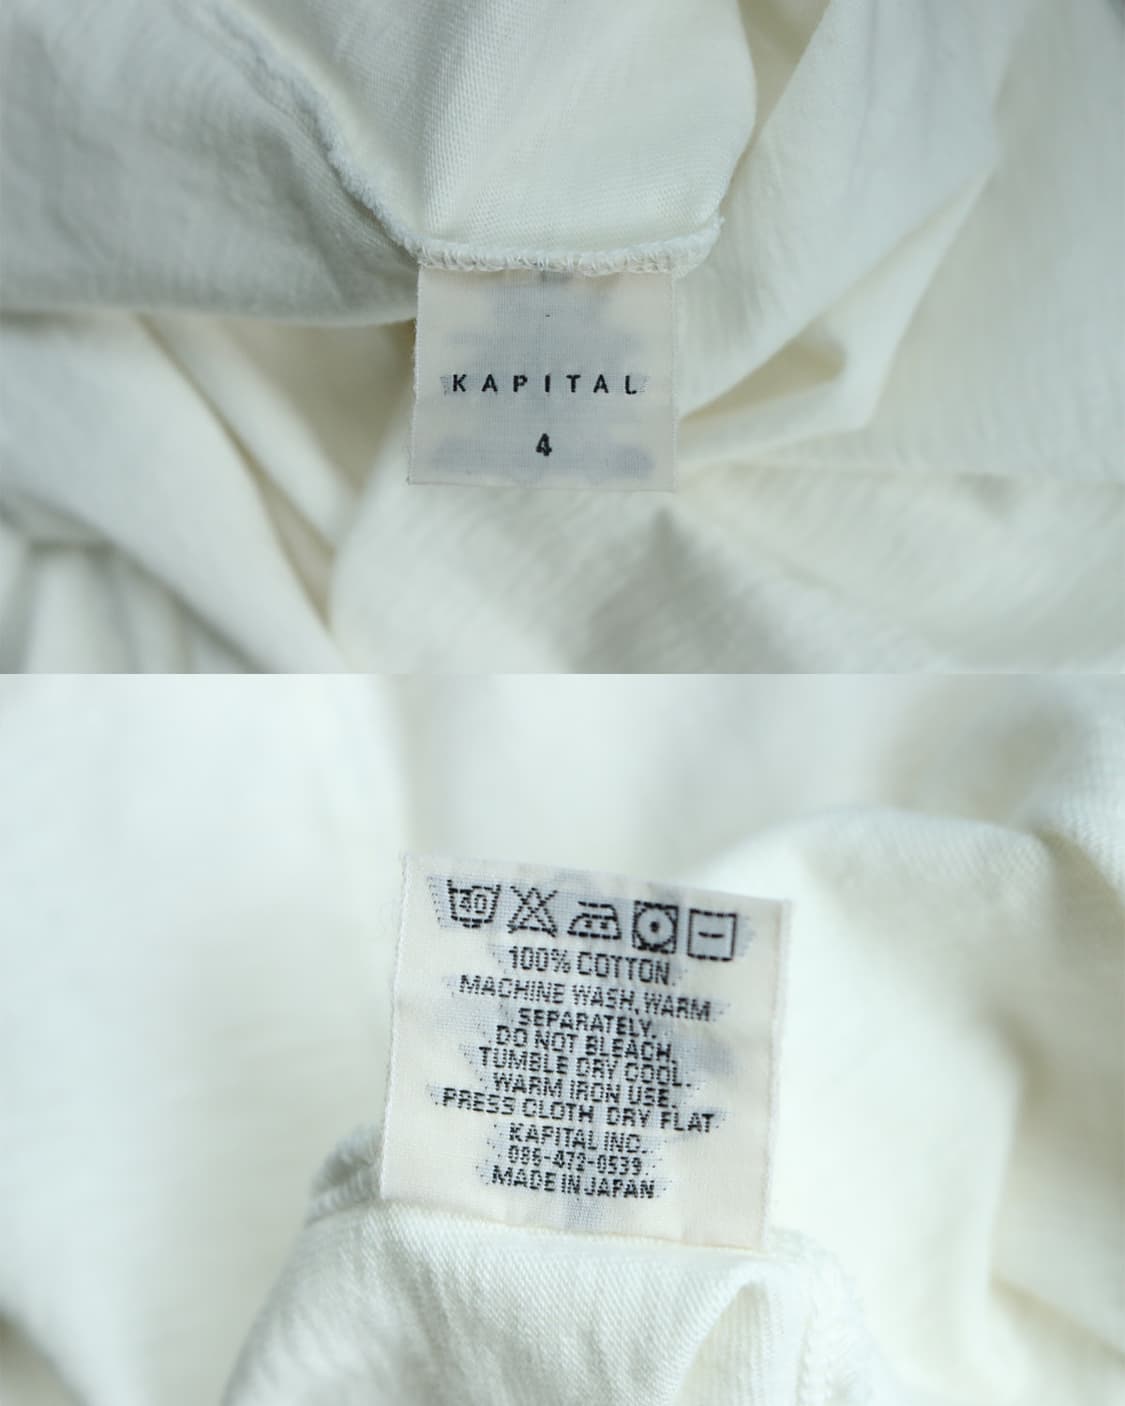 KAPITAL
4
40
100% COTTON.
MACHINE WASH, WARM
SEPARATELY.
DO NOT BLEACH.
TUMBLE DRY COOL.
WARM IRON USE.
PRESS CLOTH DRY FLAT
KAPITAL INC.
086-472-0539
MADE IN JAPAN